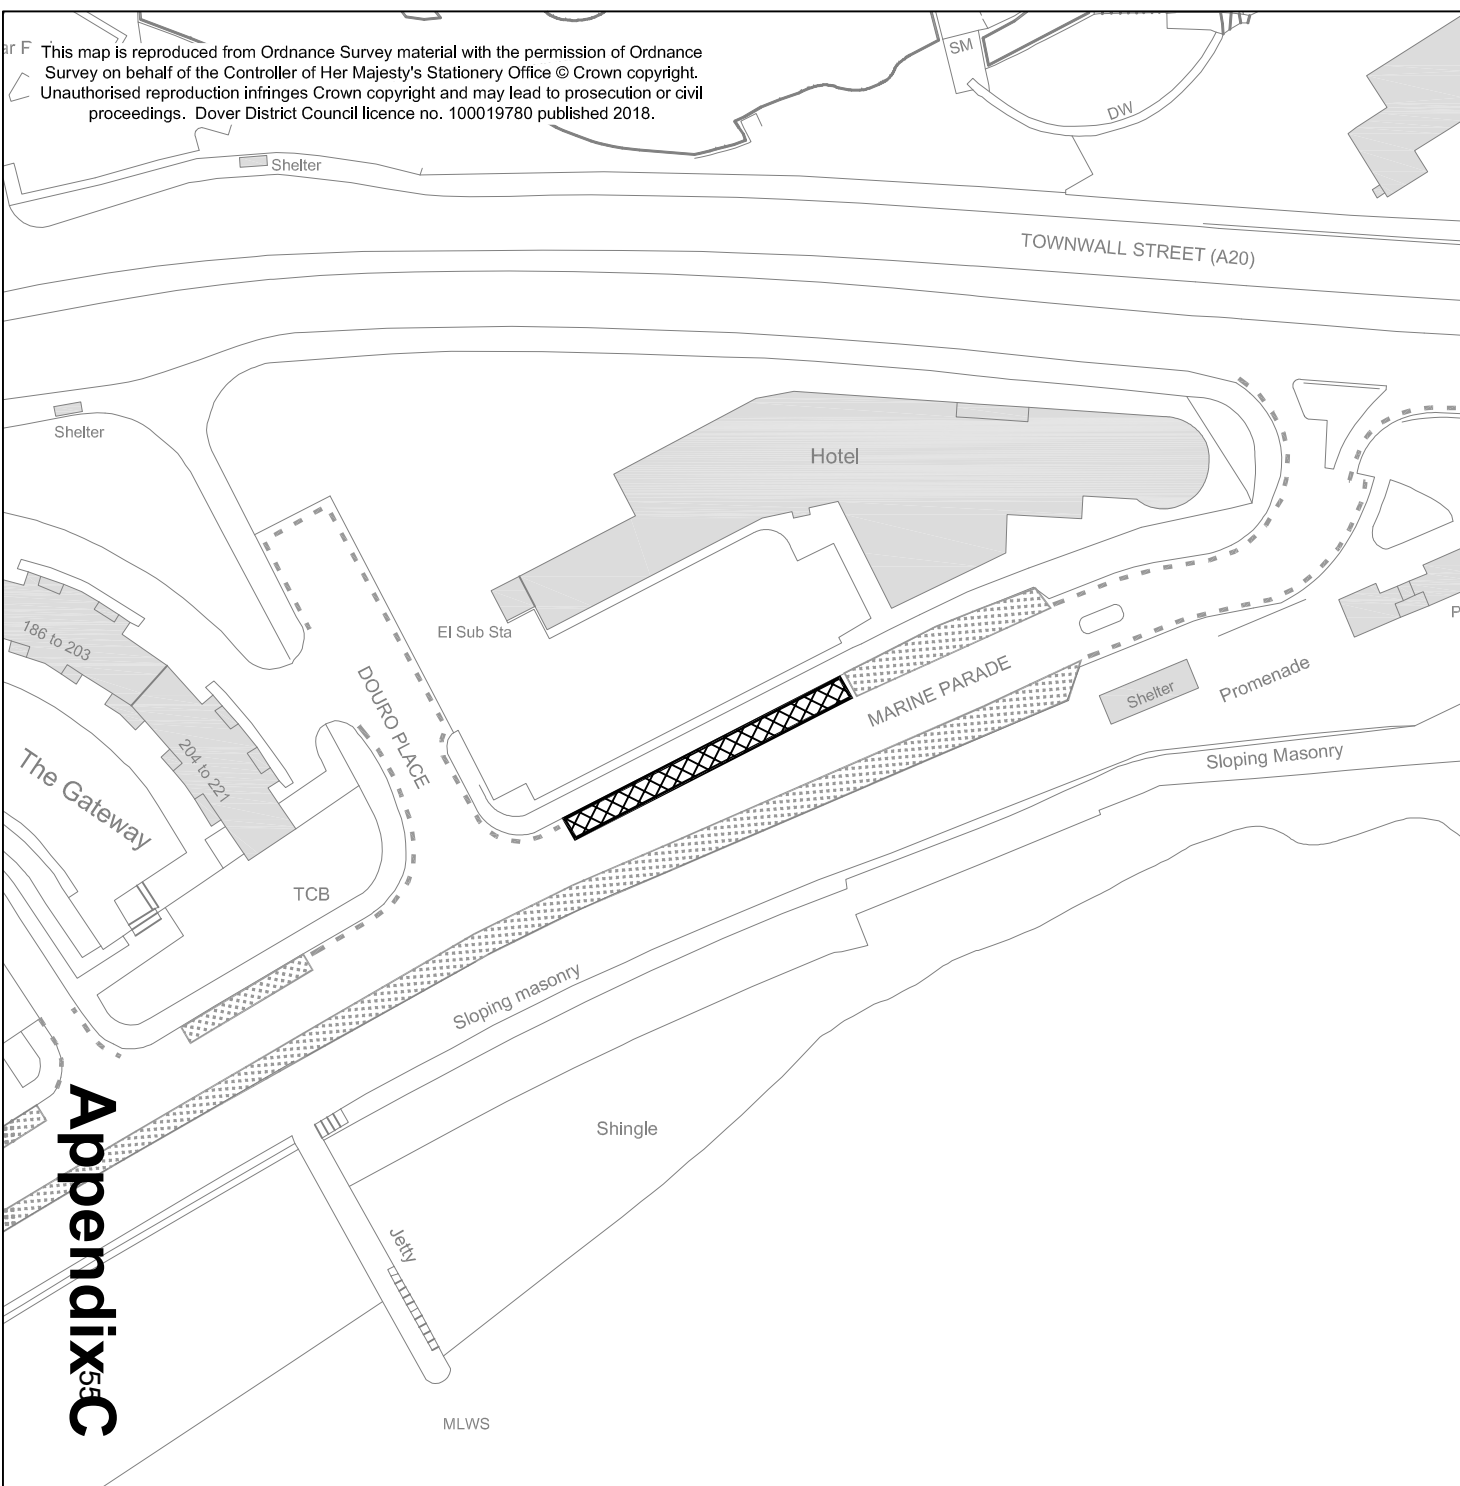 This map is reproduced from Ordnance Survey material with the permission of Ordnance
Survey on behalf of the Controller of Her Majesty's Stationery Office © Crown copyright.
Unauthorised reproduction infringes Crown copyright and may lead to prosecution or civil
proceedings. Dover District Council licence no. 100019780 published 2018.
SM
DW
Shelter
TOWNWALL STREET (A20)
Shelter
Hotel
El Sub Sta
186 to 203
DOURO PLACE
MARINE PARADE
Shelter
Promenade
P
204 to 221
The Gateway
Sloping Masonry
TCB
Sloping masonry
Shingle
Jetty
MLWS
Appendix C
55